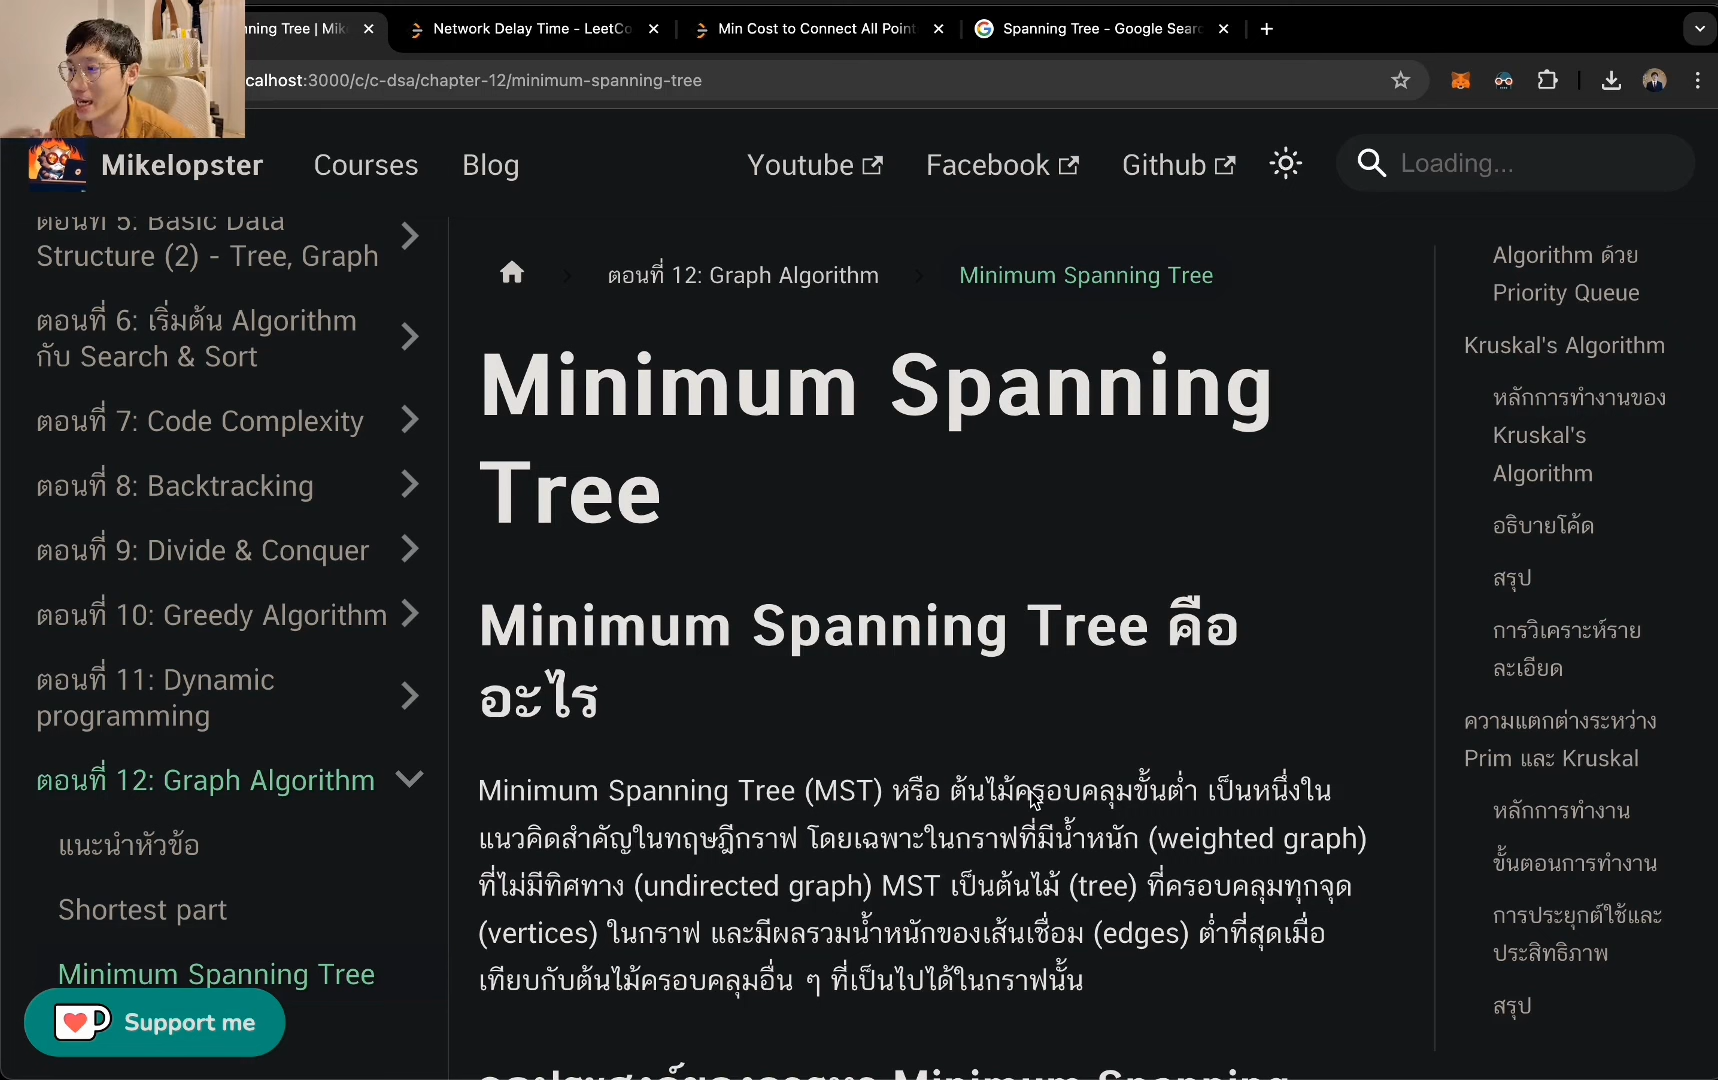 nning Tree | Mik
Network Delay Time - LeetCo
Min Cost to Connect All Point
Spanning Tree - Google Searc
calhost:3000/c/c-dsa/chapter-12/minimum-spanning-tree
Mikelopster
Courses
Blog
Youtube
Facebook
Github
Loading...
ตอนที่ 5: Basic Data
Structure (2) - Tree, Graph
ตอนที่ 6: เริ่มต้น Algorithm
กับ Search & Sort
ตอนที่ 7: Code Complexity
ตอนที่ 8: Backtracking
ตอนที่ 9: Divide & Conquer
ตอนที่ 10: Greedy Algorithm
ตอนที่ 11: Dynamic
programming
ตอนที่ 12: Graph Algorithm
แนะนำหัวข้อ
Shortest part
Minimum Spanning Tree
Support me
ตอนที่ 12: Graph Algorithm
Minimum Spanning Tree
Minimum Spanning
Tree
Minimum Spanning Tree คือ
อะไร
Minimum Spanning Tree (MST) หรือ ต้นไม้ครอบคลุมขั้นต่ำ เป็นหนึ่งใน
แนวคิดสำคัญในทฤษฎีกราฟ โดยเฉพาะในกราฟที่มีน้ำหนัก (weighted graph)
ที่ไม่มีทิศทาง (undirected graph) MST เป็นต้นไม้ (tree) ที่ครอบคลุมทุกจุด
(vertices) ในกราฟ และมีผลรวมน้ำหนักของเส้นเชื่อม (edges) ต่ำที่สุดเมื่อ
เทียบกับต้นไม้ครอบคลุมอื่น ๆ ที่เป็นไปได้ในกราฟนั้น
Minimum Spanning
Algorithm ด้วย
Priority Queue
Kruskal's Algorithm
หลักการทำงานของ
Kruskal's
Algorithm
อธิบายโค้ด
สรุป
การวิเคราะห์ราย
ละเอียด
ความแตกต่างระหว่าง
Prim และ Kruskal
หลักการทำงาน
ขั้นตอนการทำงาน
การประยุกต์ใช้และ
ประสิทธิภาพ
สรุป